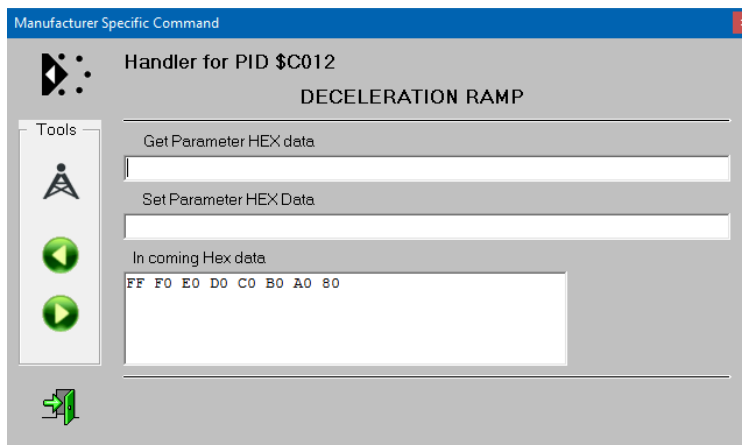 Manufacturer Specific Command
Handler for PID $C012
DECELERATION RAMP
Tools
Get Parameter HEX data
Set Parameter HEX Data
In coming Hex data
FF F0 E0 D0 C0 B0 A0 80